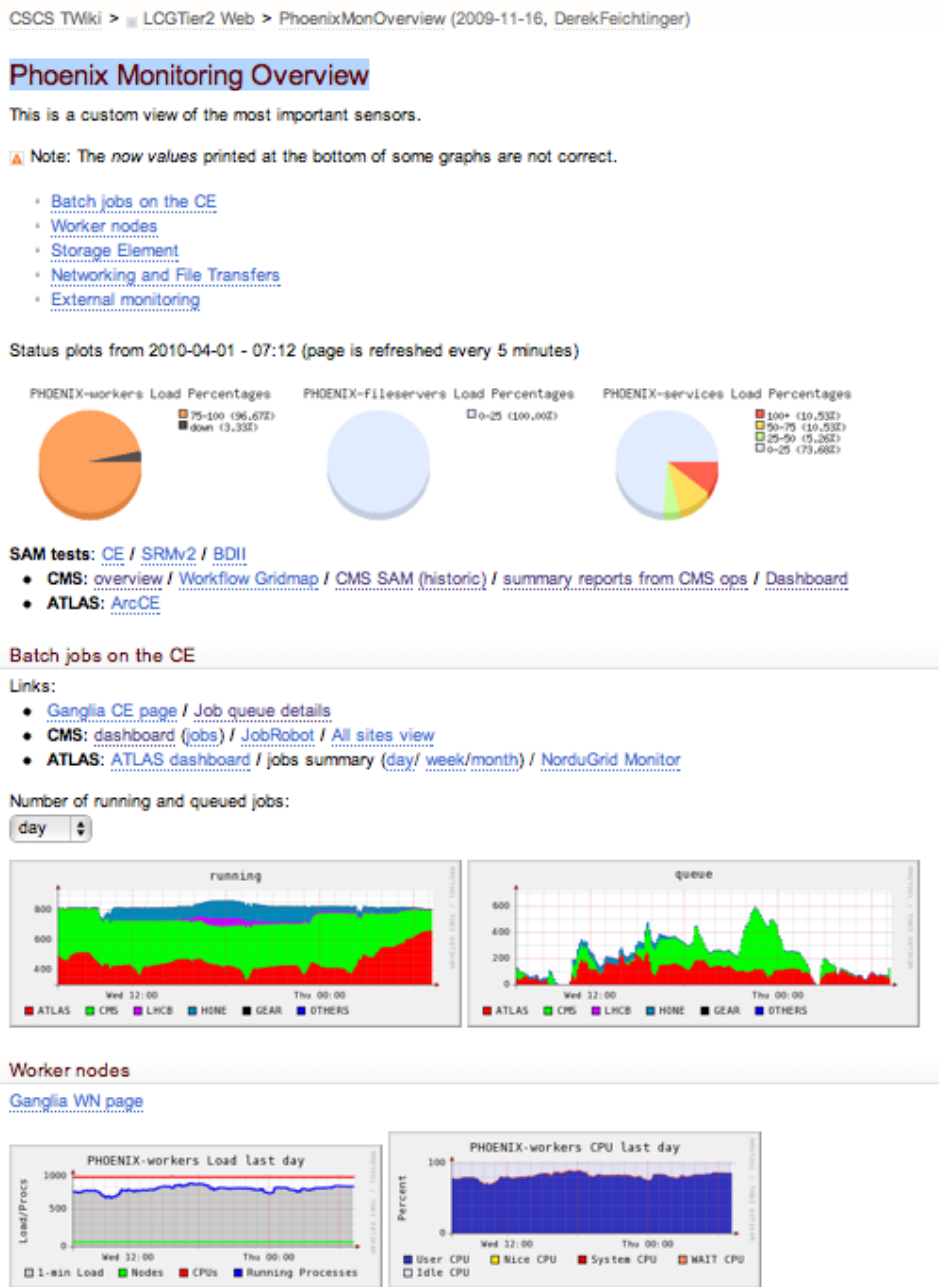 CSCS TWiki > LCGTier2 Web > PhoenixMonOverview (2009-11-16, DerekFeichtinger)
Phoenix Monitoring Overview
This is a custom view of the most important sensors.
Note: The now values printed at the bottom of some graphs are not correct.
Batch jobs on the CE
Worker nodes
Storage Element
Networking and File Transfers
External monitoring
Status plots from 2010-04-01 - 07:12 (page is refreshed every 5 minutes)
PHOENIX-workers Load Percentages
75-100 (96.67%)
down (3.33%)
PHOENIX-fileservers Load Percentages
0-25 (100.00%)
PHOENIX-services Load Percentages
100+ (10.53%)
50-75 (10.53%)
25-50 (5.26%)
0-25 (73.68%)
SAM tests: CE / SRMv2 / BDII
• CMS: overview / Workflow Gridmap / CMS SAM (historic) / summary reports from CMS ops / Dashboard
• ATLAS: ArcCE
Batch jobs on the CE
Links:
• Ganglia CE page / Job queue details
• CMS: dashboard (jobs) / JobRobot / All sites view
• ATLAS: ATLAS dashboard / jobs summary (day/ week/month) / NorduGrid Monitor
Number of running and queued jobs:
day
running
800
600
400
Wed 12:00 Thu 00:00
ATLAS CMS LHCB HONE GEAR OTHERS
queue
600
400
200
0
Wed 12:00 Thu 00:00
ATLAS CMS LHCB HONE GEAR OTHERS
Worker nodes
Ganglia WN page
PHOENIX-workers Load last day
Load/Procs
1000
500
0
Wed 12:00 Thu 00:00
1-min Load Nodes CPUs Running Processes
PHOENIX-workers CPU last day
Percent
100
0
Wed 12:00 Thu 00:00
User CPU Nice CPU System CPU WAIT CPU
Idle CPU